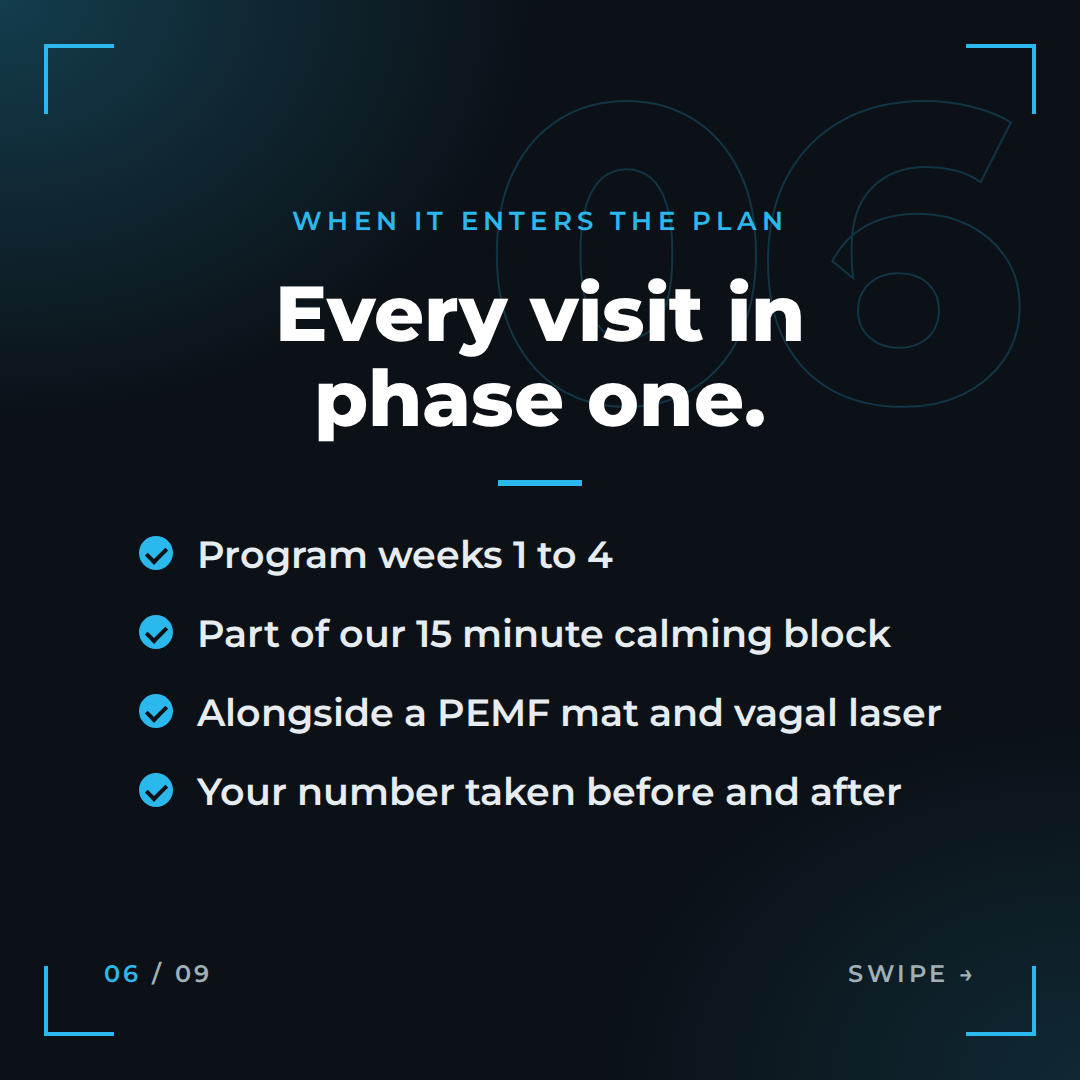 06
WHEN IT ENTERS THE PLAN
Every visit in
phase one.
Program weeks 1 to 4
Part of our 15 minute calming block
Alongside a PEMF mat and vagal laser
Your number taken before and after
06 / 09
SWIPE →